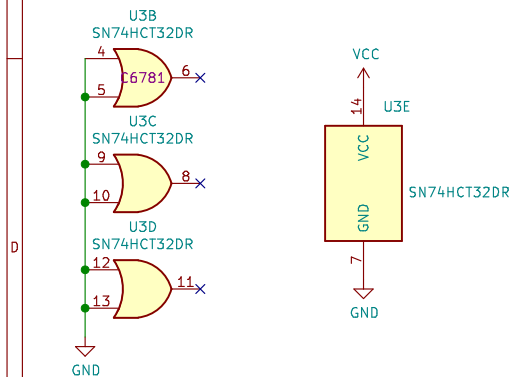 U3B
SN74HCT32DR
4
C6781
6
5
U3C
SN74HCT32DR
9
8
10
U3D
SN74HCT32DR
12
11
13
GND
VCC
14
U3E
VCC
SN74HCT32DR
GND
7
GND
D